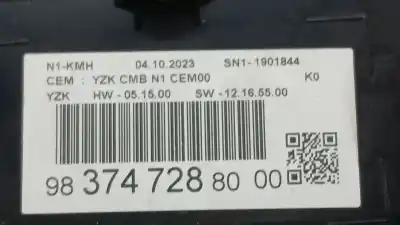 N1-KMH 04.10.2023 SN1-1901844
CEM : YZK CMB N1 CEM00 K0
YZK HW - 05.15.00 SW - 12.16.55.00
98 374 728 80 00